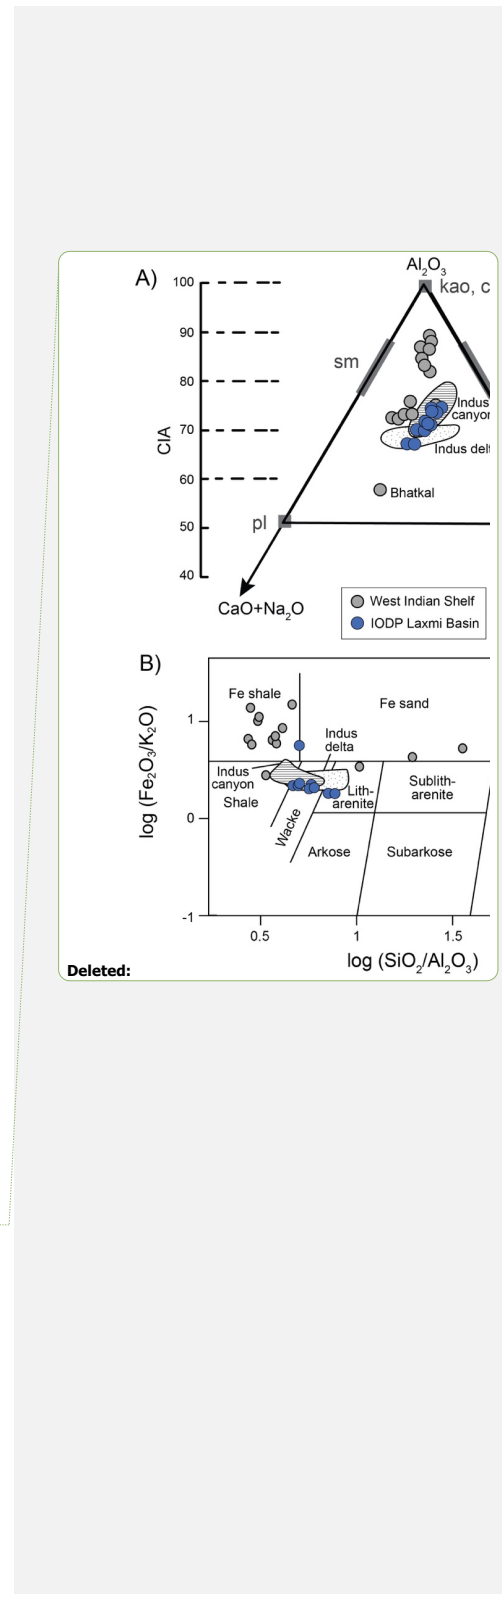 A)
Al₂O₃
kao, c
100
90
80
70
60
50
40
CIA
sm
Indus
canyor
Indus delt
Bhatkal
pl
CaO+Na₂O
West Indian Shelf
IODP Laxmi Basin
B)
log (Fe₂O₃/K₂O)
1
0
-1
Fe shale
Fe sand
Indus
delta
Indus
canyon
Shale
Wacke
Lith-
arenite
Sublith-
arenite
Arkose
Subarkose
0.5
1
1.5
log (SiO₂/Al₂O₃)
Deleted: